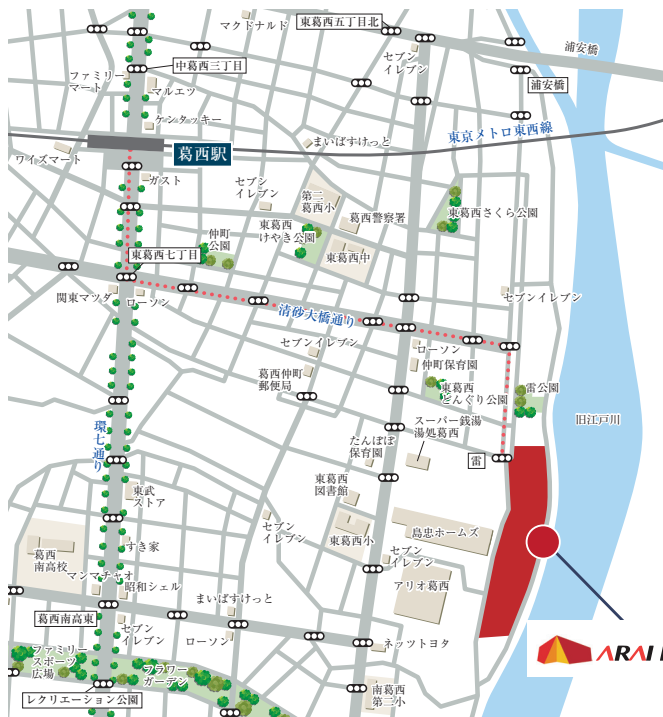 マクドナルド
東葛西五丁目北
セブン
イレブン
浦安橋
中葛西三丁目
ファミリー
マート
マルエツ
浦安橋
ケンタッキー
東京メトロ東西線
まいばすけっと
葛西駅
ワイズマート
ガスト
セブン
イレブン
第二
葛西小
葛西警察署
東葛西さくら公園
仲町
公園
東葛西
けやき公園
東葛西七丁目
東葛西中
関東マツダ
ローソン
セブンイレブン
清砂大橋通り
セブンイレブン
ローソン
仲町保育園
葛西仲町
郵便局
東葛西
どんぐり公園
雷公園
旧江戸川
スーパー銭湯
湯処葛西
環七通り
たんぽぽ
保育園
雷
東葛西
図書館
東武
ストア
セブン
イレブン
東葛西小
島忠ホームズ
すき家
葛西
南高校
セブン
イレブン
マンマチャオ
昭和シェル
アリオ葛西
まいばすけっと
葛西南高東
セブン
イレブン
ローソン
ネッツトヨタ
ファミリー
スポーツ
広場
フラワー
ガーデン
レクリエーション公園
南葛西
第二小
ARAI